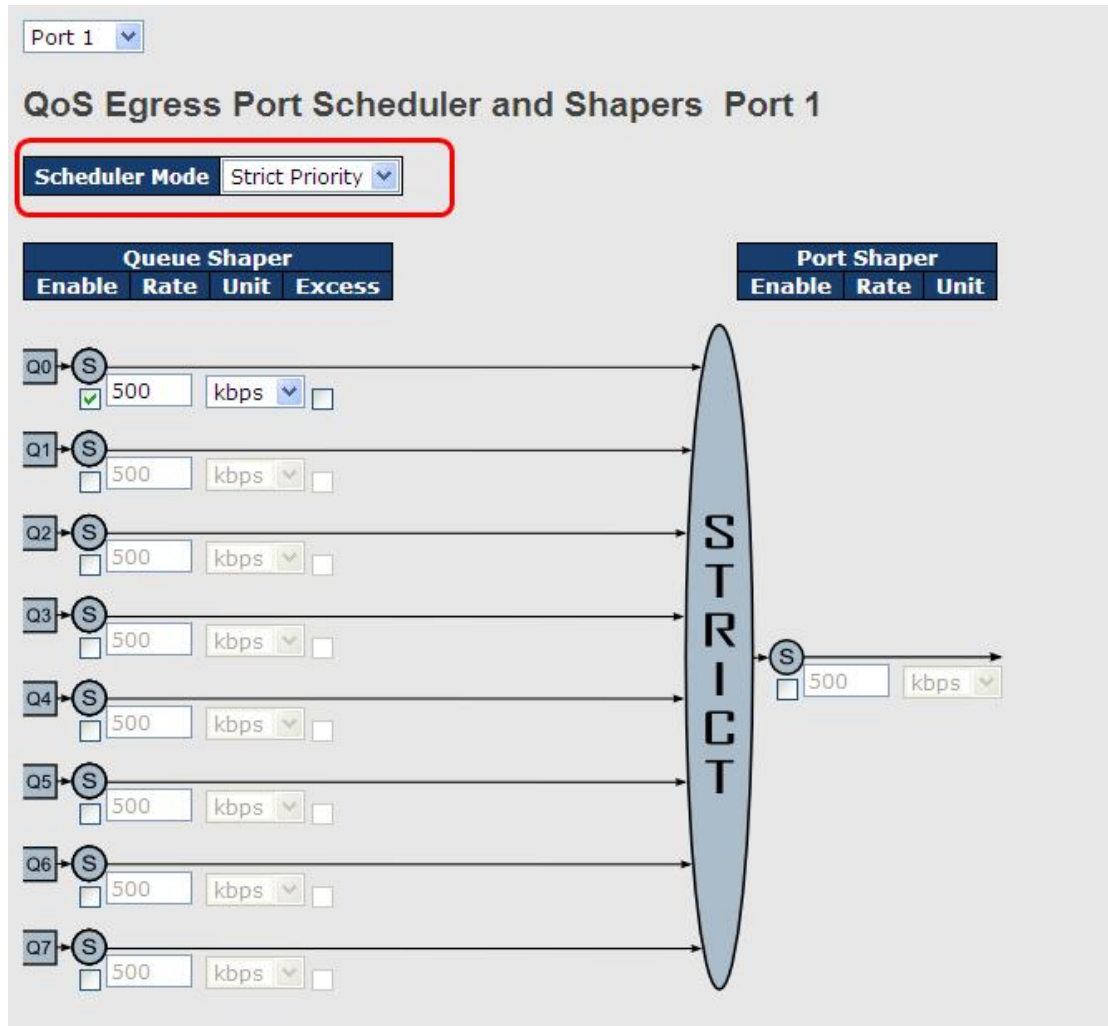 Port 1
QoS Egress Port Scheduler and Shapers Port 1
Scheduler Mode Strict Priority
Queue Shaper
Enable Rate Unit Excess
Port Shaper
Enable Rate Unit
Q0 S
500 kbps
Q1 S
500 kbps
Q2 S
500 kbps
Q3 S
500 kbps
Q4 S
500 kbps
Q5 S
500 kbps
Q6 S
500 kbps
Q7 S
500 kbps
STRICT
S
500 kbps